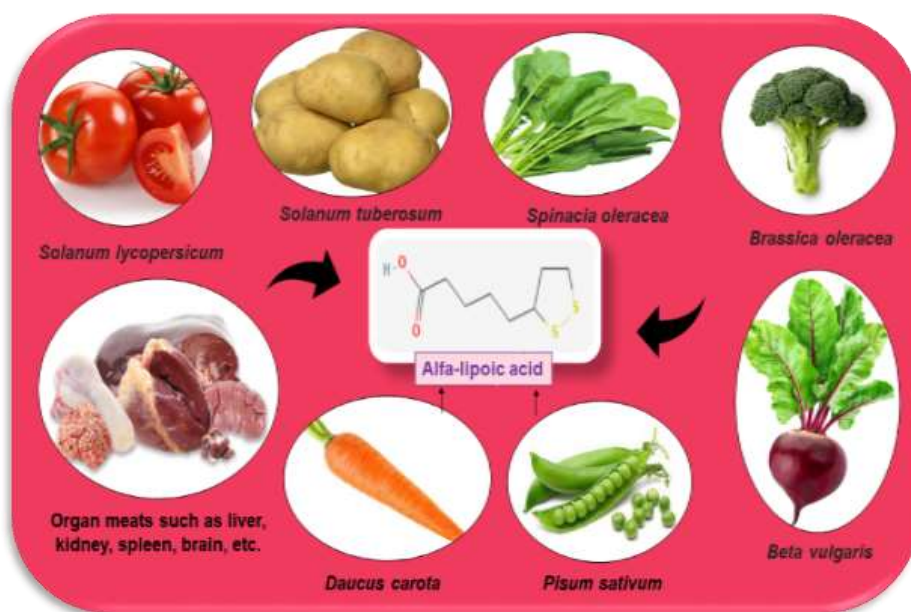 Solanum lycopersicum
Solanum tuberosum
Spinacia oleracea
Brassica oleracea
H
O
O
S
S
Alfa-lipoic acid
Organ meats such as liver,
kidney, spleen, brain, etc.
Daucus carota
Pisum sativum
Beta vulgaris